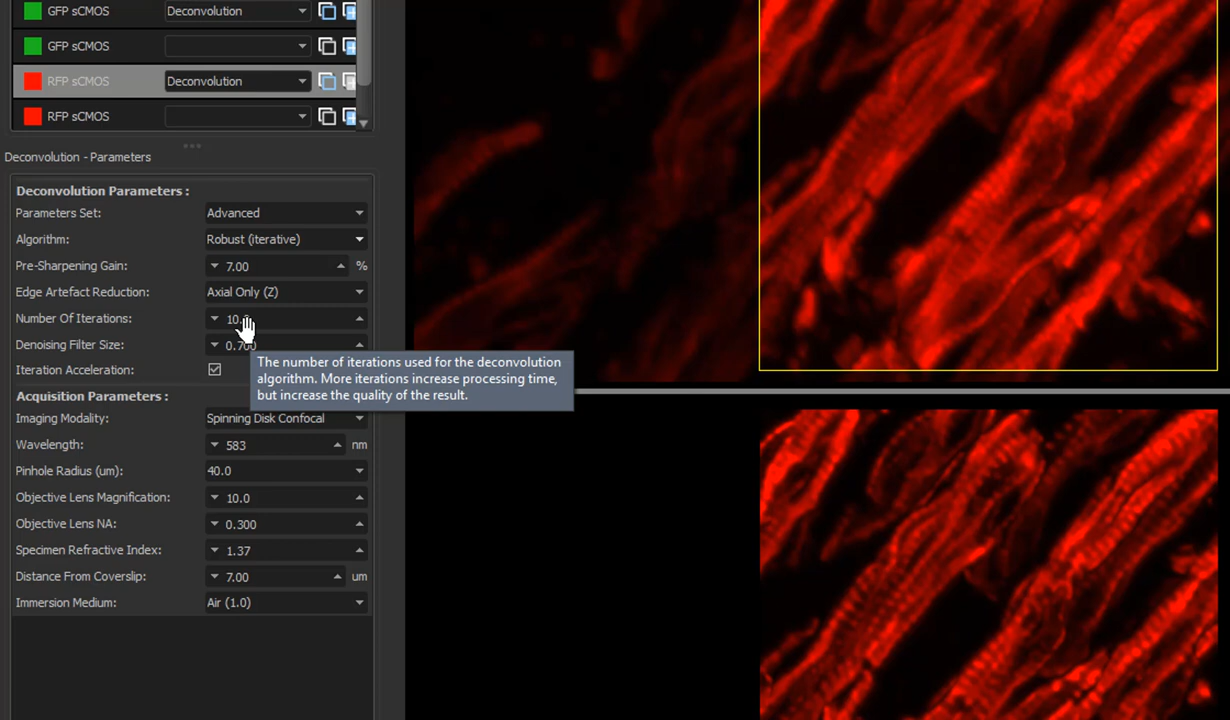 GFP sCMOS Deconvolution
GFP sCMOS
RFP sCMOS Deconvolution
RFP sCMOS
Deconvolution - Parameters
Deconvolution Parameters :
Parameters Set: Advanced
Algorithm: Robust (iterative)
Pre-Sharpening Gain: 7.00 %
Edge Artefact Reduction: Axial Only (Z)
Number Of Iterations:
Denoising Filter Size:
The number of iterations used for the deconvolution
algorithm. More iterations increase processing time,
but increase the quality of the result.
Iteration Acceleration:
Acquisition Parameters :
Imaging Modality: Spinning Disk Confocal
Wavelength: 583 nm
Pinhole Radius (um): 40.0
Objective Lens Magnification: 10.0
Objective Lens NA: 0.300
Specimen Refractive Index: 1.37
Distance From Coverslip: 7.00 um
Immersion Medium: Air (1.0)